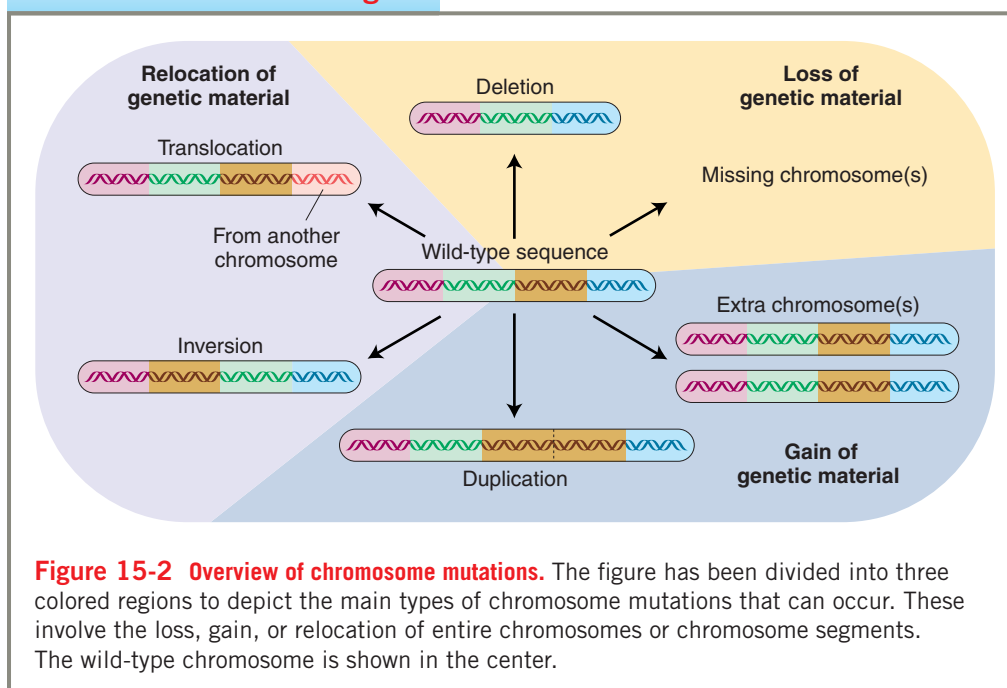 Relocation of
genetic material
Deletion
Loss of
genetic material
Translocation
Missing chromosome(s)
From another
chromosome
Wild-type sequence
Extra chromosome(s)
Inversion
Gain of
genetic material
Duplication
Figure 15-2 Overview of chromosome mutations. The figure has been divided into three
colored regions to depict the main types of chromosome mutations that can occur. These
involve the loss, gain, or relocation of entire chromosomes or chromosome segments.
The wild-type chromosome is shown in the center.